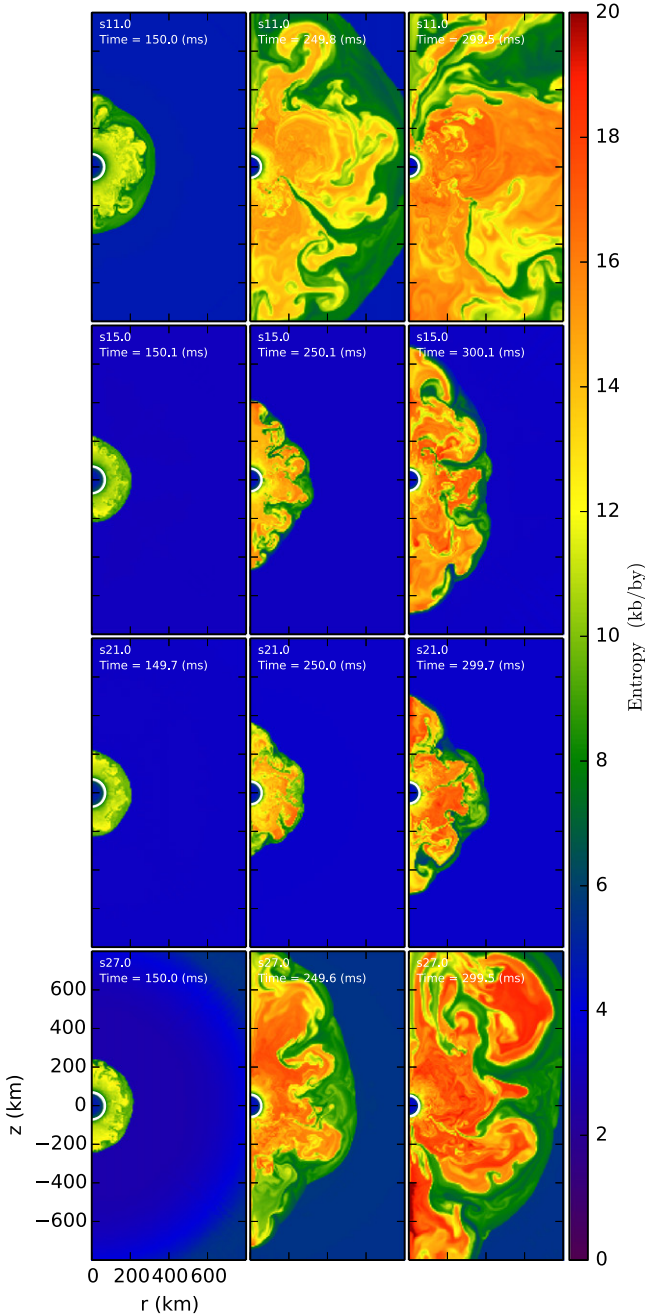 s11.0
Time = 150.0 (ms)
s11.0
Time = 249.8 (ms)
s11.0
Time = 299.5 (ms)
s15.0
Time = 150.1 (ms)
s15.0
Time = 250.1 (ms)
s15.0
Time = 300.1 (ms)
s21.0
Time = 149.7 (ms)
s21.0
Time = 250.0 (ms)
s21.0
Time = 299.7 (ms)
s27.0
Time = 150.0 (ms)
s27.0
Time = 249.6 (ms)
s27.0
Time = 299.5 (ms)
600
400
200
0
−200
−400
−600
z (km)
0 200 400 600
r (km)
20
18
16
14
12
10
8
6
4
2
0
Entropy (kb/by)